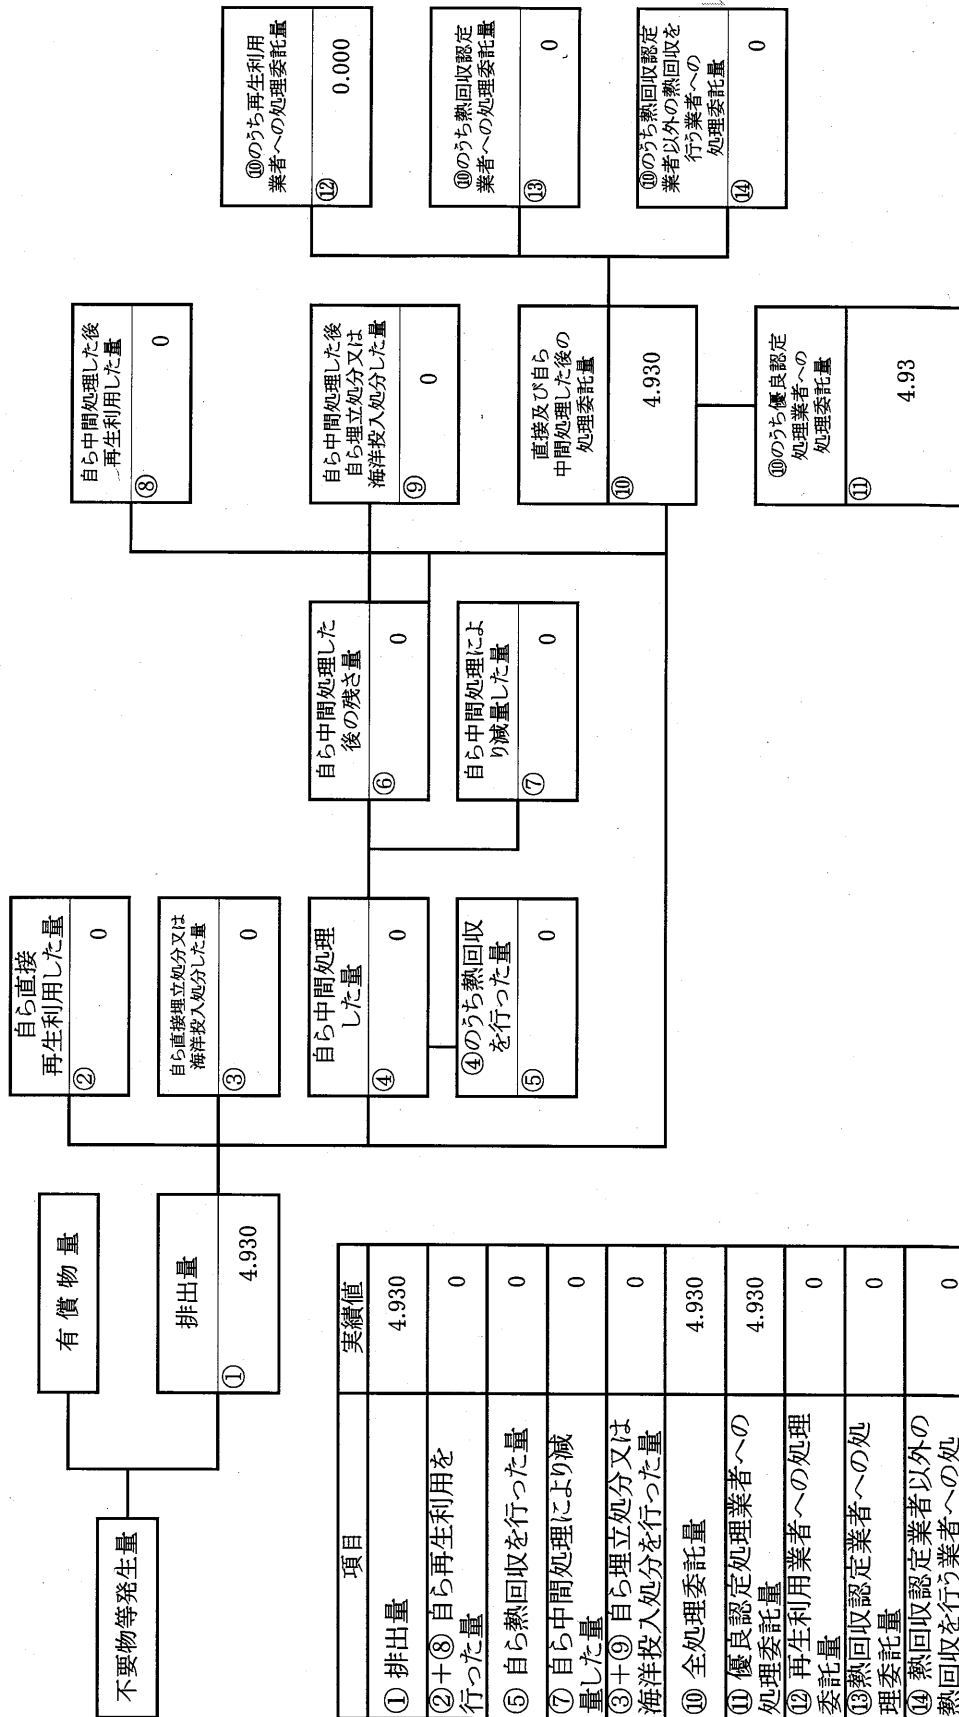 不要物等発生量
有償物量
排出量
①
4.930
自ら直接
再生利用した量
②
0
自ら直接埋立処分又は
海洋投入処分した量
③
0
自ら中間処理
した量
④
0
④のうち熱回収
を行った量
⑤
0
自ら中間処理した
後の残さ量
⑥
0
自ら中間処理によ
り減量した量
⑦
0
自ら中間処理した後
再生利用した量
⑧
0
自ら中間処理した後
自ら埋立処分又は
海洋投入処分した量
⑨
0
直接及び自ら
中間処理した後の
処理委託量
⑩
4.930
⑩のうち優良認定
処理業者への
処理委託量
⑪
4.93
⑩のうち再生利用
業者への処理委託量
⑫
0.000
⑩のうち熱回収認定
業者への処理委託量
⑬
0
⑩のうち熱回収認定
業者以外の熱回収を
行う業者への
処理委託量
⑭
0
項目 実績値
① 排出量 4.930
②+⑧ 自ら再生利用を
行った量 0
⑤ 自ら熱回収を行った量 0
⑦ 自ら中間処理により減
量した量 0
③+⑨ 自ら埋立処分又は
海洋投入処分を行った量 0
⑩ 全処理委託量 4.930
⑪ 優良認定処理業者への
処理委託量 4.930
⑫ 再生利用業者への処理
委託量 0
⑬熱回収認定業者への処
理委託量 0
⑭ 熱回収認定業者以外の
熱回収を行う業者への処 0